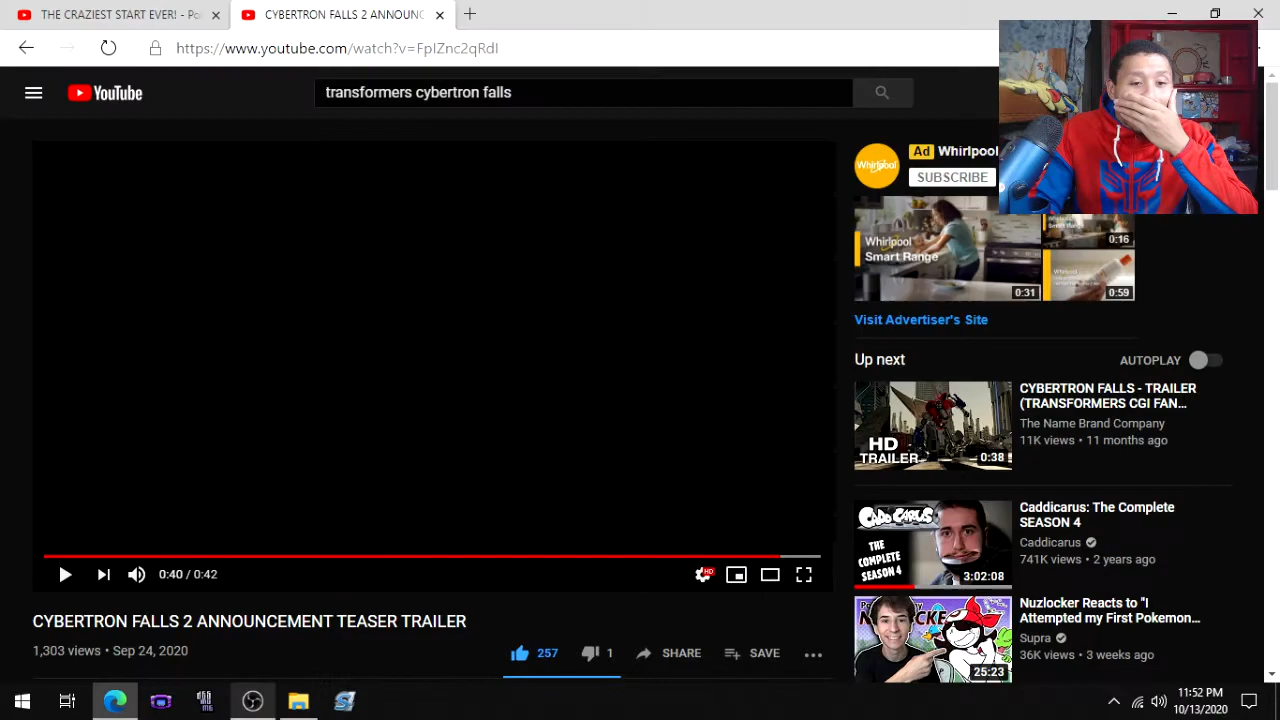 THE CRAZIEST START EVER! - Po
CYBERTRON FALLS 2 ANNOUNC
https://www.youtube.com/watch?v=FpIZnc2qRdI
YouTube
transformers cybertron falls
Ad Whirlpool
SUBSCRIBE
Whirlpool
Whirlpool
Smart Range
0:31
Smart Range
0:16
0:59
Visit Advertiser's Site
Up next
AUTOPLAY
HD
TRAILER
0:38
CYBERTRON FALLS - TRAILER
(TRANSFORMERS CGI FAN...
The Name Brand Company
11K views • 11 months ago
CADDICARUS
THE
COMPLETE
SEASON 4
3:02:08
Caddicarus: The Complete
SEASON 4
Caddicarus
741K views • 2 years ago
25:23
Nuzlocker Reacts to "I
Attempted my First Pokemon...
Supra
36K views • 3 weeks ago
0:40 / 0:42
HD
CYBERTRON FALLS 2 ANNOUNCEMENT TEASER TRAILER
1,303 views • Sep 24, 2020
257
1
SHARE
SAVE
11:52 PM
10/13/2020